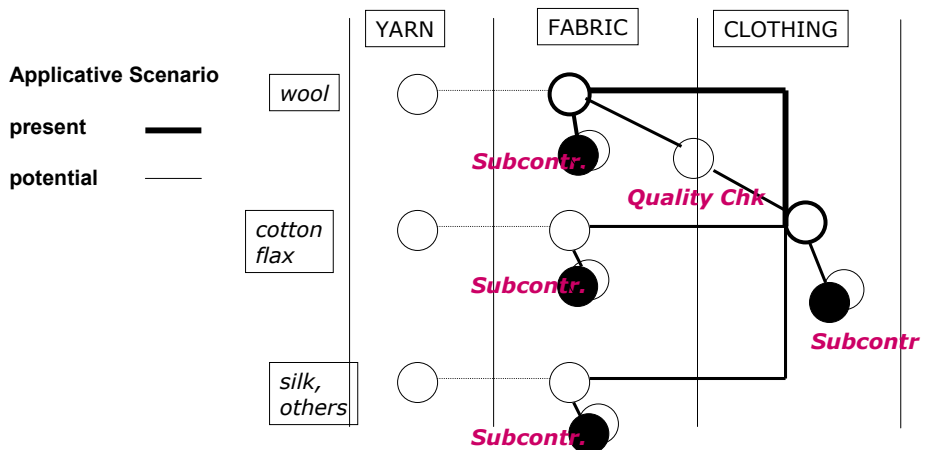 YARN
FABRIC
CLOTHING
Applicative Scenario
wool
present
Subcontr.
potential
Quality Chk
cotton
flax
Subcontr.
Subcontr
silk,
others
Subcontr.